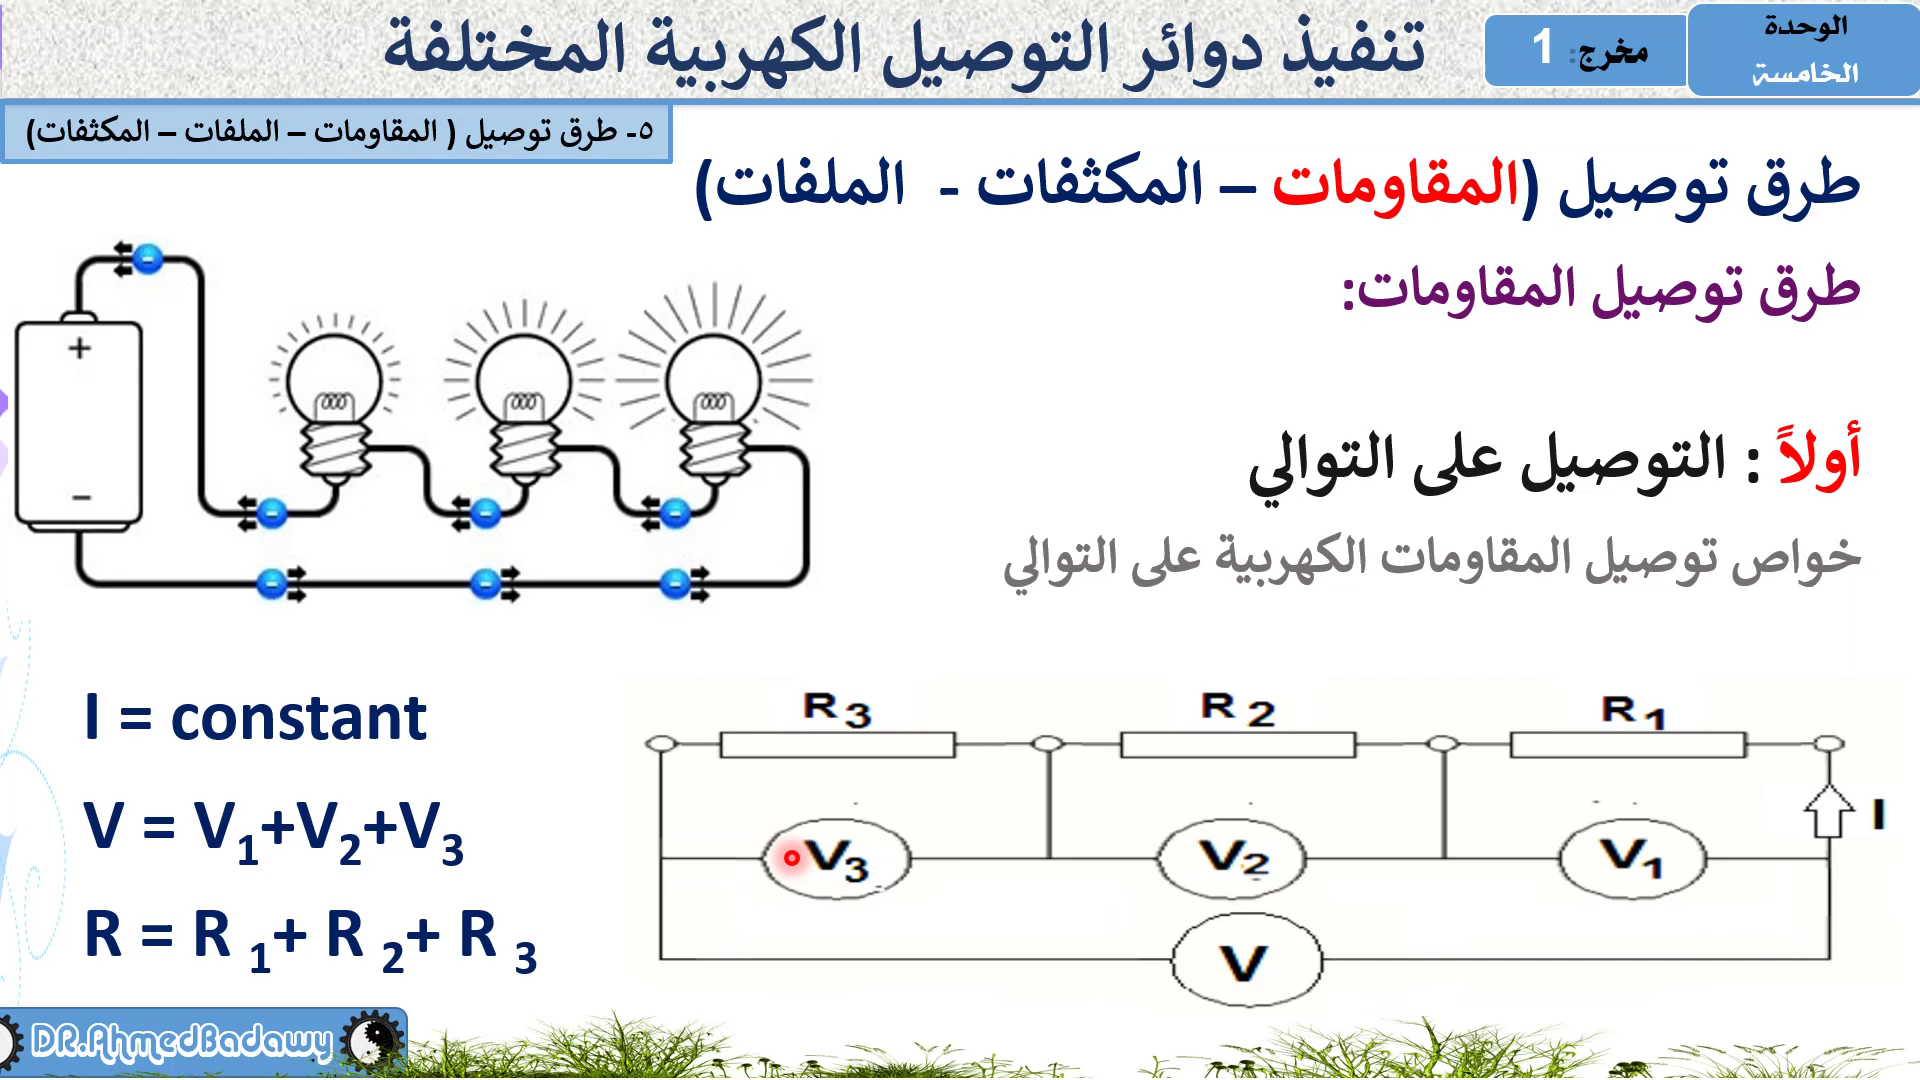 الوحدة
الخامسة
مخرج: 1
تنفيذ دوائر التوصيل الكهربية المختلفة
٥- طرق توصيل ( المقاومات – الملفات – المكثفات)
طرق توصيل (المقاومات – المكثفات - الملفات)
طرق توصيل المقاومات:
أولاً : التوصيل على التوالي
خواص توصيل المقاومات الكهربية على التوالي
+
−
I = constant
V = V1+V2+V3
R = R 1+ R 2+ R 3
R 3 R 2 R 1
I
V3 V2 V1
V
DR.AhmedBadawy